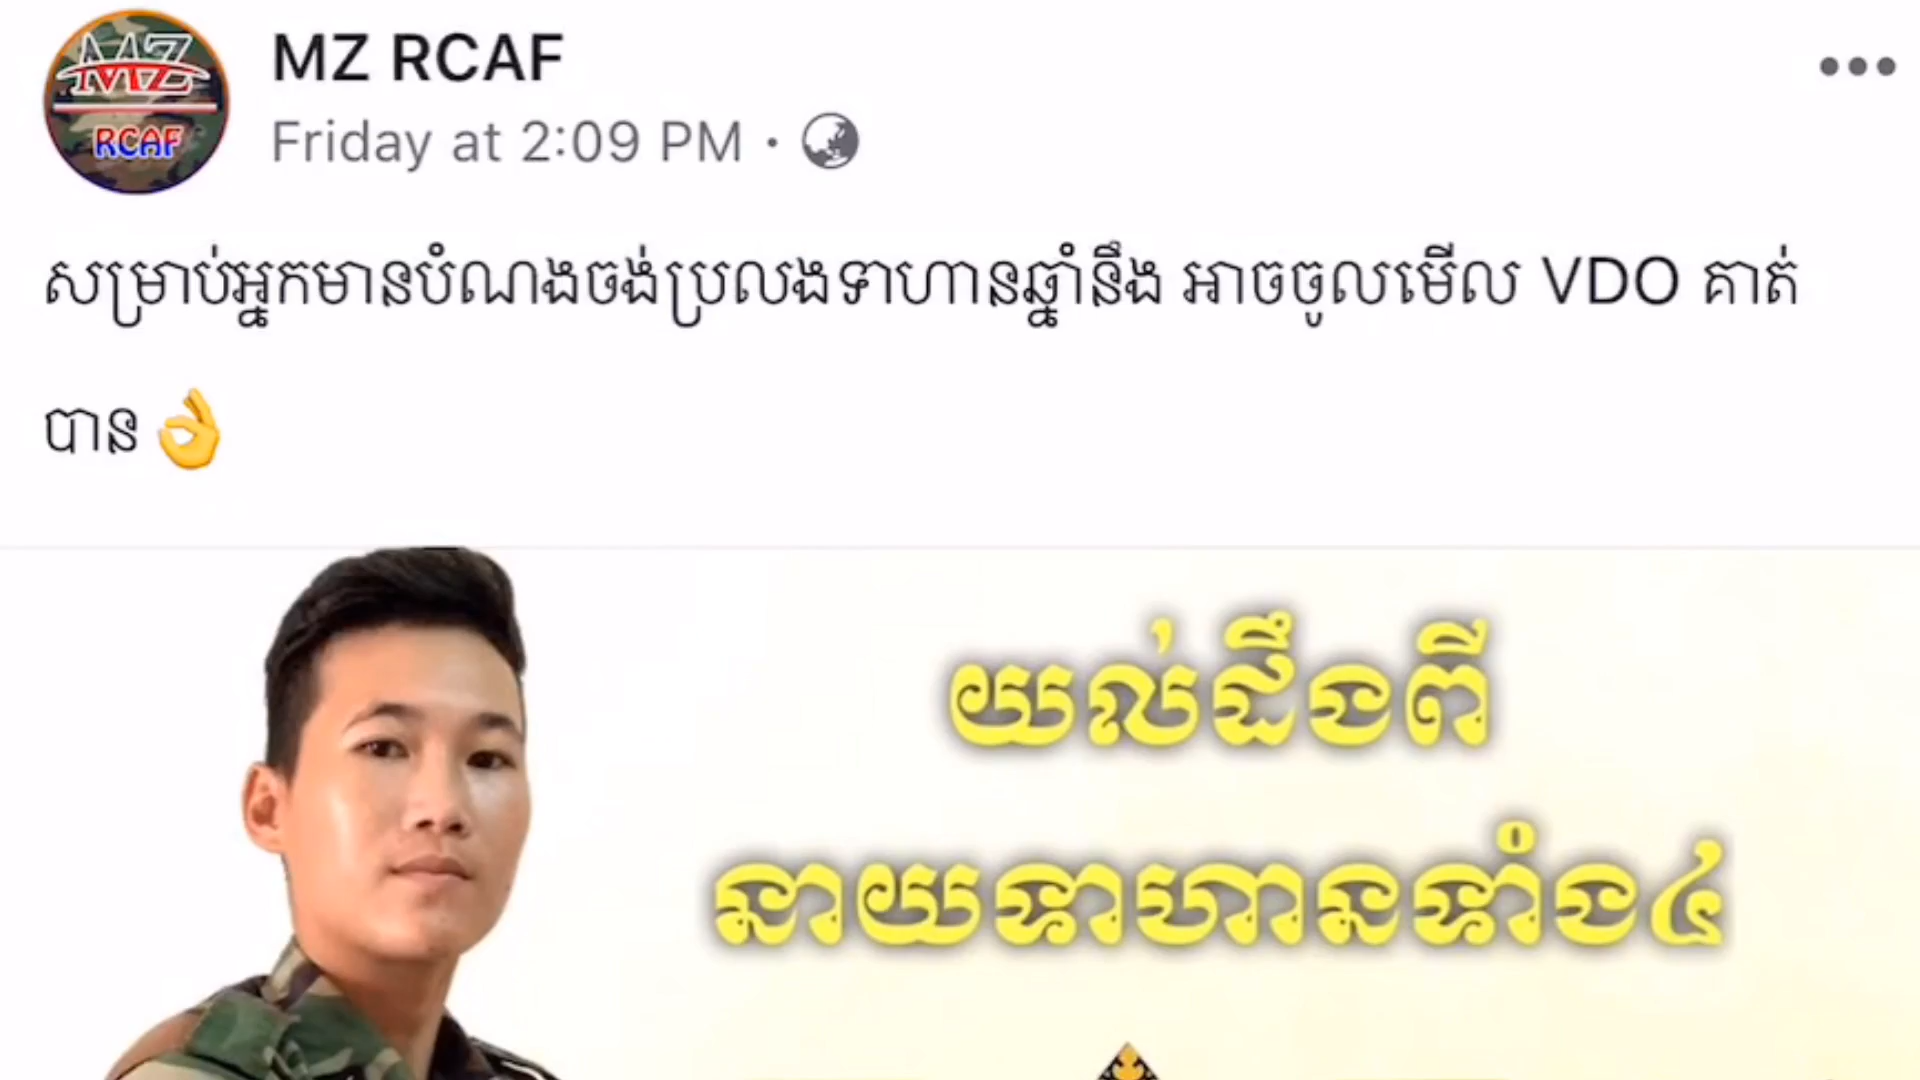 MZ
RCAF
MZ RCAF
Friday at 2:09 PM ·
សម្រាប់អ្នកមានបំណងចង់ប្រលងទាហានឆ្នាំនឹង អាចចូលមើល VDO គាត់
បាន 👌
យល់ដឹងពី
នាយទាហានទាំង៤